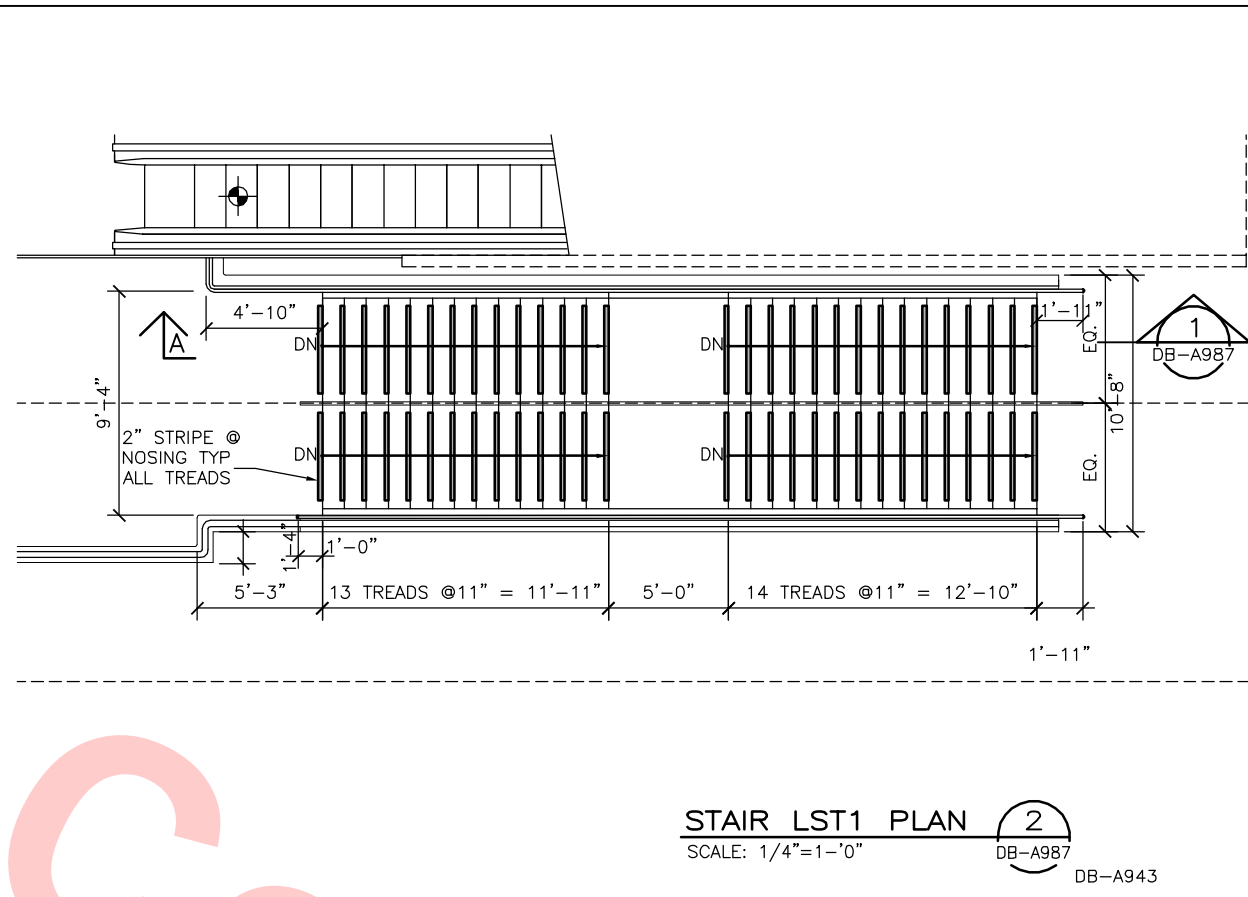 4'-10"
1'-11"
A
DN
DN
EQ.
1
DB-A987
9'-4"
10'-8"
2" STRIPE @
NOSING TYP
ALL TREADS
DN
DN
EQ.
1'-4"
1'-0"
5'-3"
13 TREADS @11" = 11'-11"
5'-0"
14 TREADS @11" = 12'-10"
1'-11"
STAIR LST1 PLAN
2
SCALE: 1/4"=1-'0"
DB-A987
DB-A943